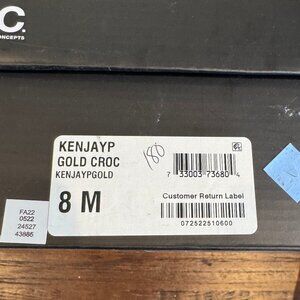 C.
CONCEPTS
KENJAYP
GOLD CROC
KENJAYPGOLD
8 M
180
7 33003 73680 4
Customer Return Label
072522510600
FA22
0522
24527
43886